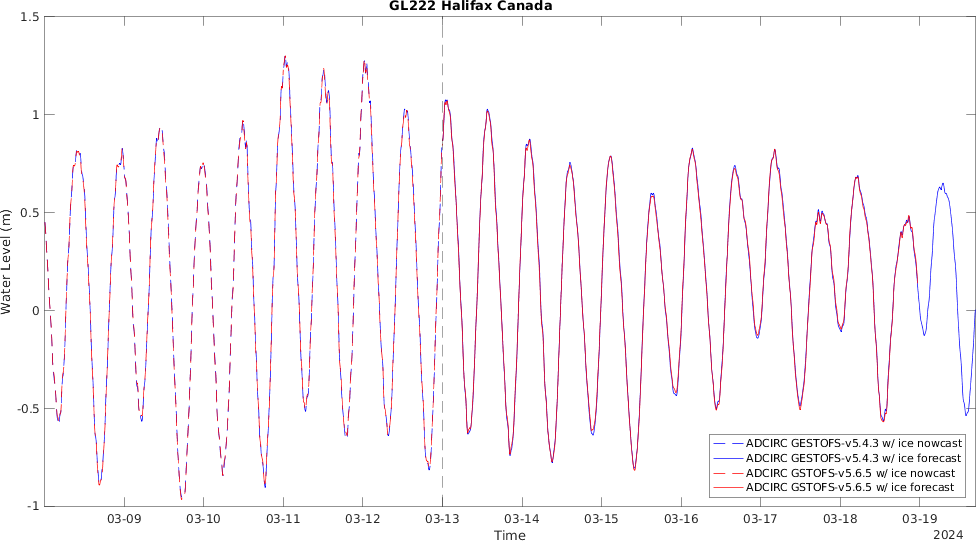 GL222 Halifax Canada
1.5
1
0.5
0
-0.5
-1
Water Level (m)
03-09 03-10 03-11 03-12 03-13 03-14 03-15 03-16 03-17 03-18 03-19
Time
2024
ADCIRC GESTOFS-v5.4.3 w/ ice nowcast
ADCIRC GESTOFS-v5.4.3 w/ ice forecast
ADCIRC GSTOFS-v5.6.5 w/ ice nowcast
ADCIRC GSTOFS-v5.6.5 w/ ice forecast